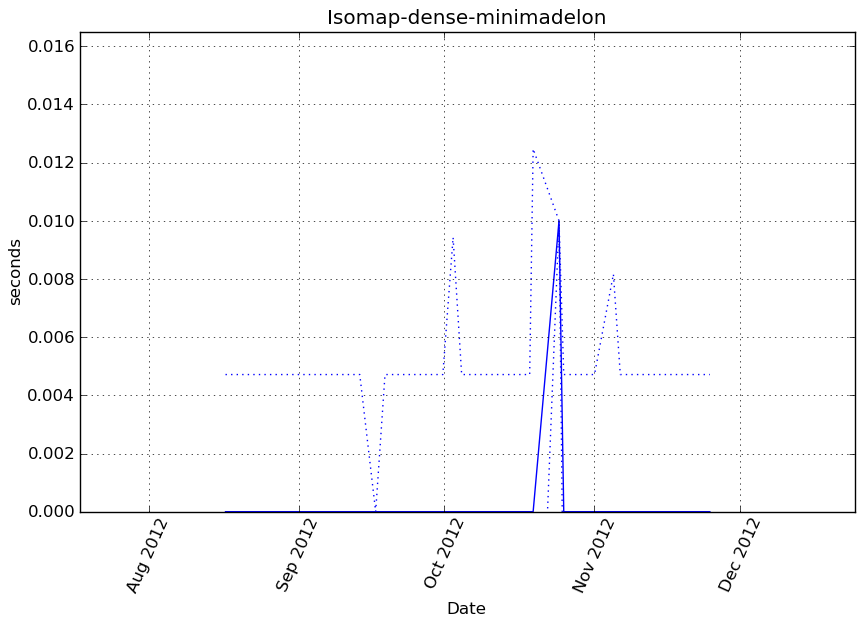 Isomap-dense-minimadelon
0.016
0.014
0.012
0.010
0.008
0.006
0.004
0.002
0.000
seconds
Aug 2012
Sep 2012
Oct 2012
Nov 2012
Dec 2012
Date